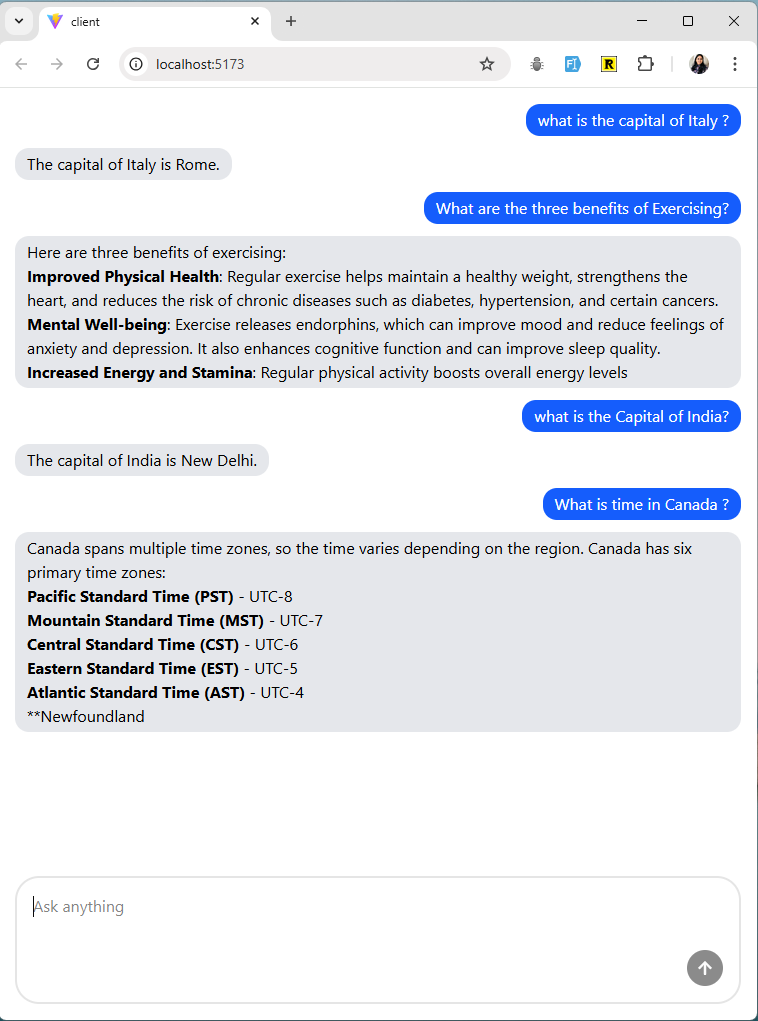 client
localhost:5173
what is the capital of Italy ?
The capital of Italy is Rome.
What are the three benefits of Exercising?
Here are three benefits of exercising:
Improved Physical Health: Regular exercise helps maintain a healthy weight, strengthens the
heart, and reduces the risk of chronic diseases such as diabetes, hypertension, and certain cancers.
Mental Well-being: Exercise releases endorphins, which can improve mood and reduce feelings of
anxiety and depression. It also enhances cognitive function and can improve sleep quality.
Increased Energy and Stamina: Regular physical activity boosts overall energy levels
what is the Capital of India?
The capital of India is New Delhi.
What is time in Canada ?
Canada spans multiple time zones, so the time varies depending on the region. Canada has six
primary time zones:
Pacific Standard Time (PST) - UTC-8
Mountain Standard Time (MST) - UTC-7
Central Standard Time (CST) - UTC-6
Eastern Standard Time (EST) - UTC-5
Atlantic Standard Time (AST) - UTC-4
**Newfoundland
Ask anything